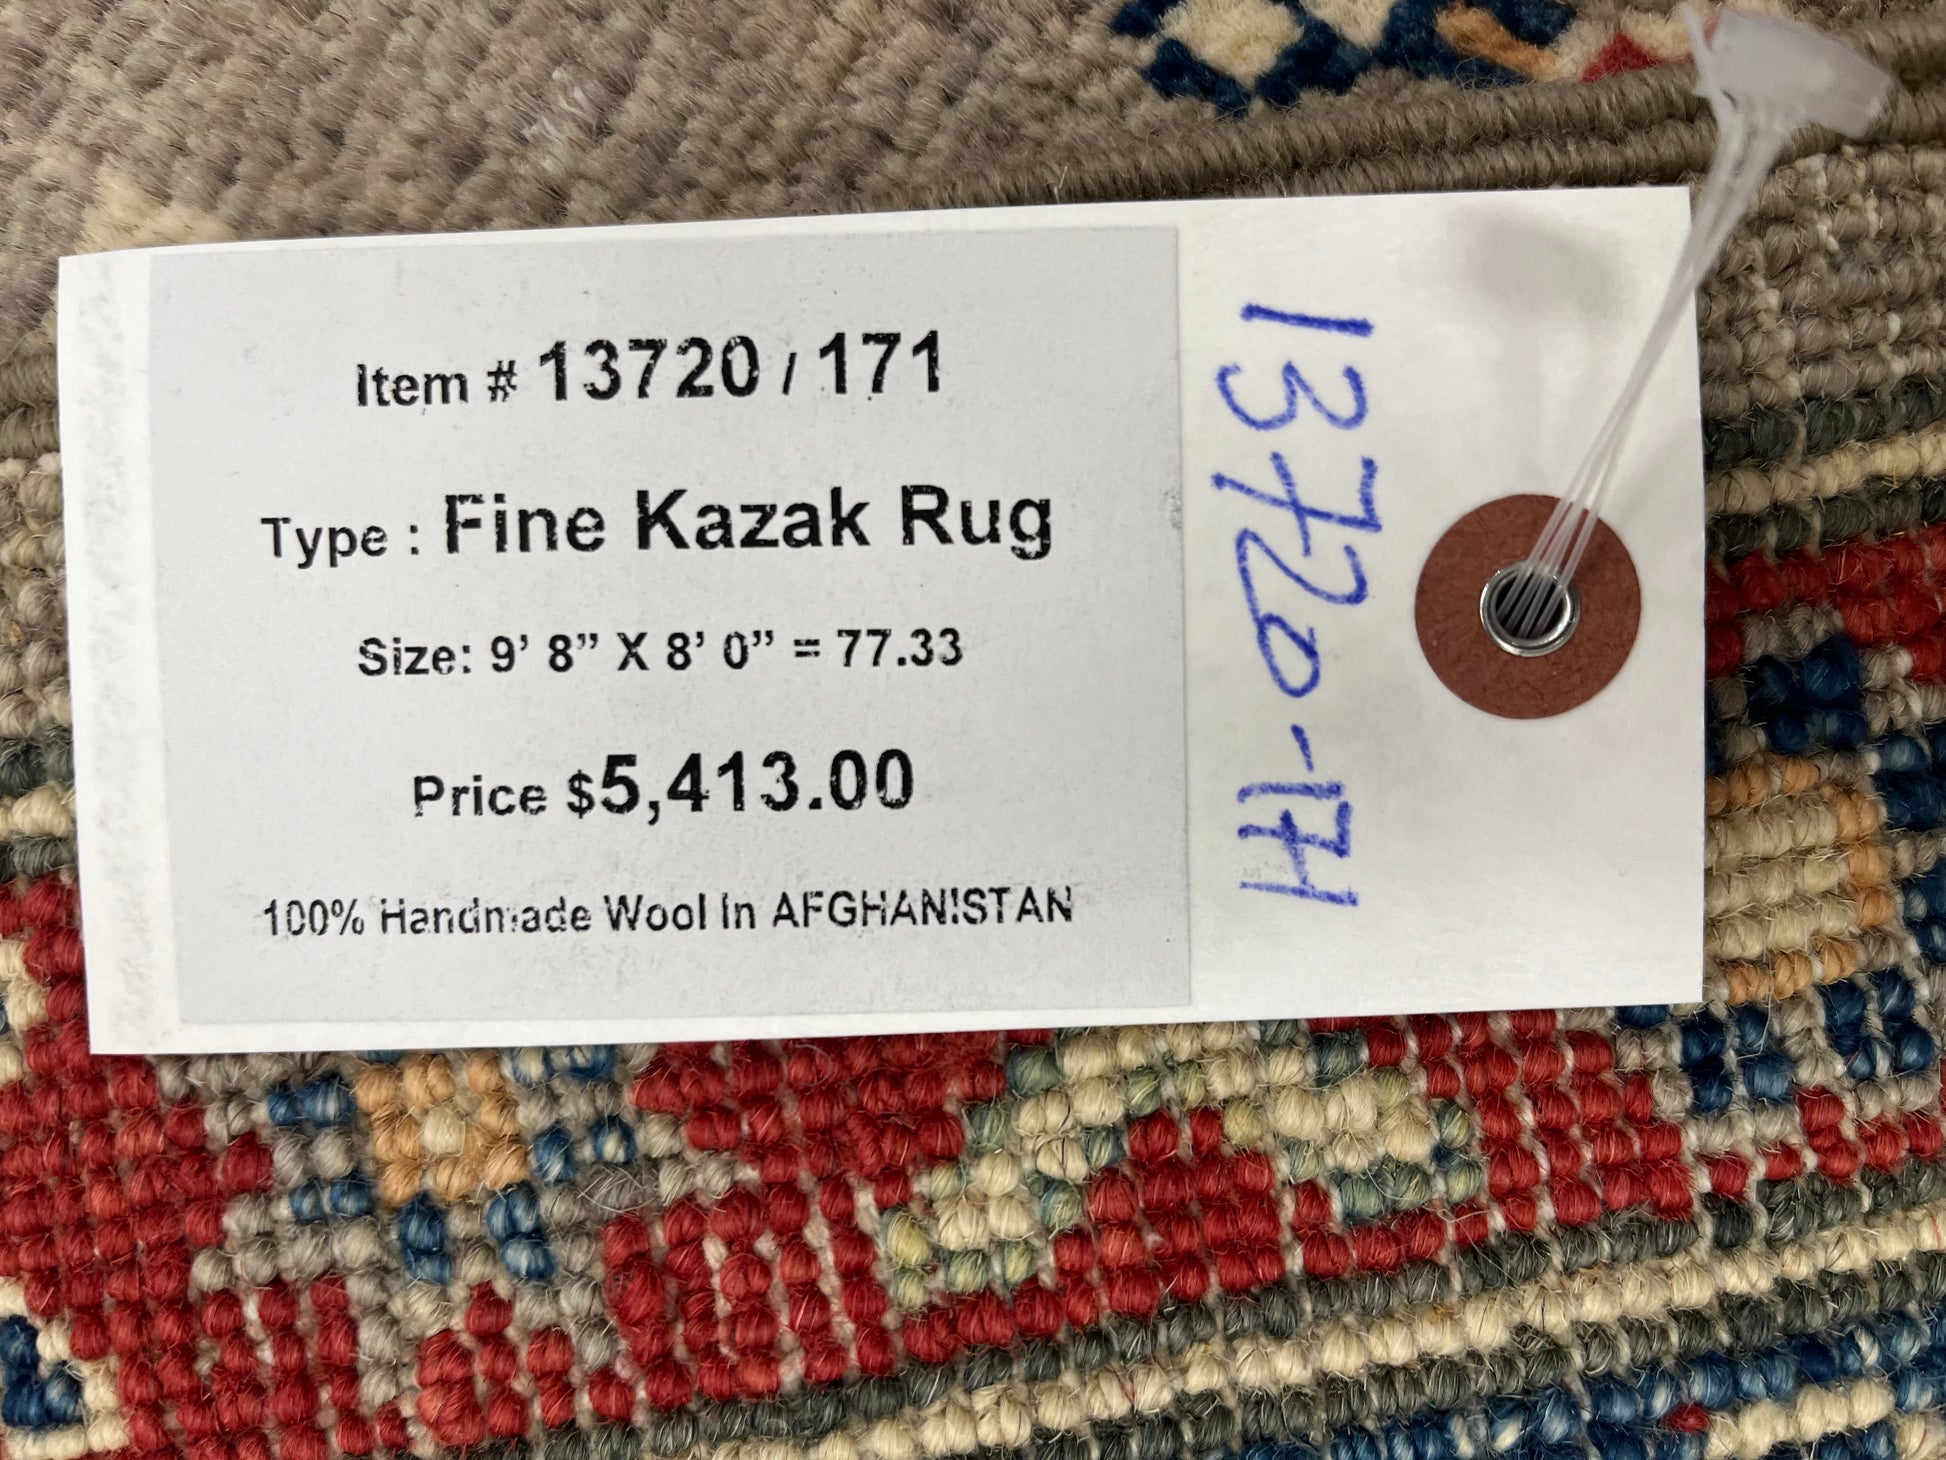 Item # 13720 / 171
Type : Fine Kazak Rug
Size: 9’ 8” X 8’ 0” = 77.33
Price $5,413.00
100% Handmade Wool In AFGHANISTAN
13720-171